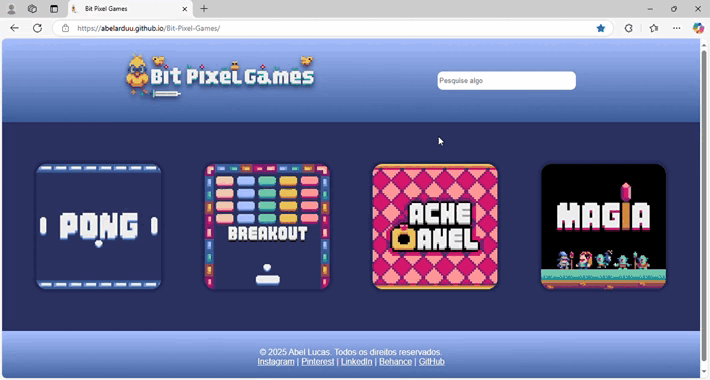 Bit Pixel Games
https://abelarduu.github.io/Bit-Pixel-Games/
Bit Pixel Games
Pesquise algo
PONG
BREAKOUT
ACHE
OANEL
MAGIA
© 2025 Abel Lucas. Todos os direitos reservados.
Instagram | Pinterest | LinkedIn | Behance | GitHub